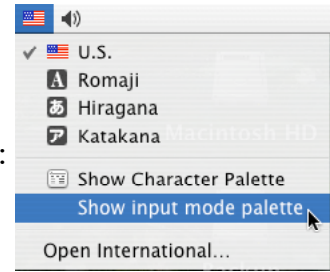 U.S.
A Romaji
あ Hiragana
ア Katakana
Macintosh HD
:
Show Character Palette
Show input mode palette
Open International...